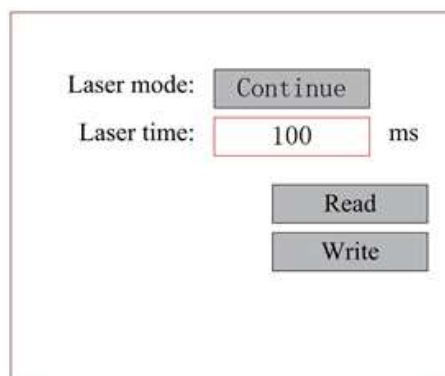 Laser mode: Continue
Laser time: 100 ms
Read
Write